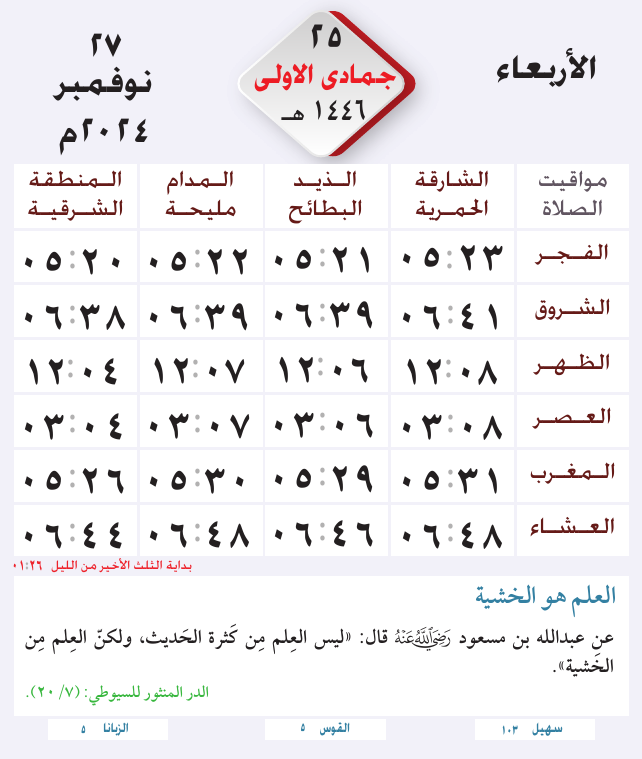 الأربعاء
٢٥
جمادى الاولى
١٤٤٦ هـ
٢٧
نوفمبر
٢٠٢٤م
مواقيت الصلاة الشارقة الحمرية الذيد البطائح المدام مليحة المنطقة الشرقية
الفجر ٠٥:٢٣ ٠٥:٢١ ٠٥:٢٢ ٠٥:٢٠
الشروق ٠٦:٤١ ٠٦:٣٩ ٠٦:٣٩ ٠٦:٣٨
الظهر ١٢:٠٨ ١٢:٠٦ ١٢:٠٧ ١٢:٠٤
العصر ٠٣:٠٨ ٠٣:٠٦ ٠٣:٠٧ ٠٣:٠٤
المغرب ٠٥:٣١ ٠٥:٢٩ ٠٥:٣٠ ٠٥:٢٦
العشاء ٠٦:٤٨ ٠٦:٤٦ ٠٦:٤٨ ٠٦:٤٤
بداية الثلث الأخير من الليل ٠١:٢٦
العلم هو الخشية
عن عبدالله بن مسعود رَضِيَ اللَّهُ عَنْهُ قال: «ليس العِلم مِن كَثرة الحَديث، ولكنّ العِلم مِن
الخَشية».
الدر المنثور للسيوطي: (٧/ ٢٠).
سهيل ١٠٣ القوس ٥ الزبانا ٥